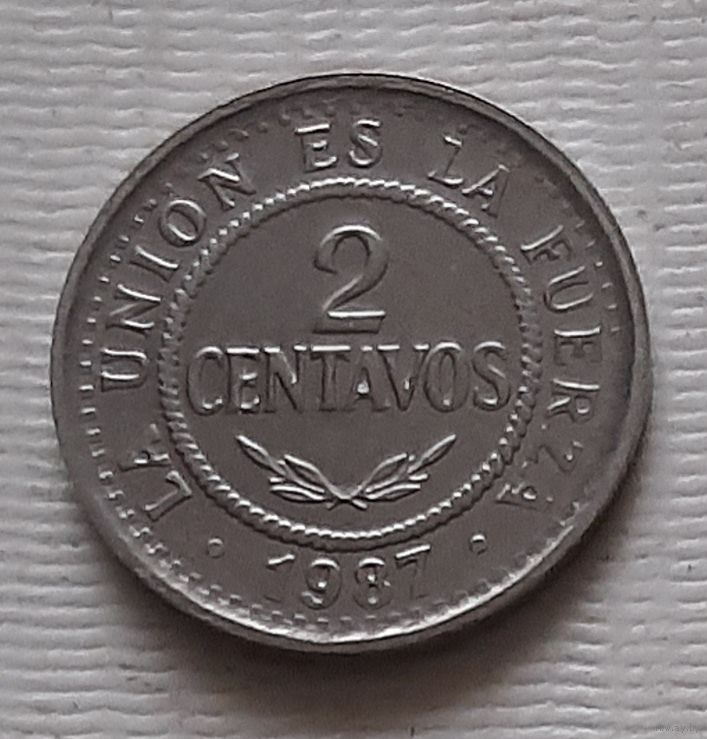 LA UNION ES LA FUERZA
2
CENTAVOS
1987